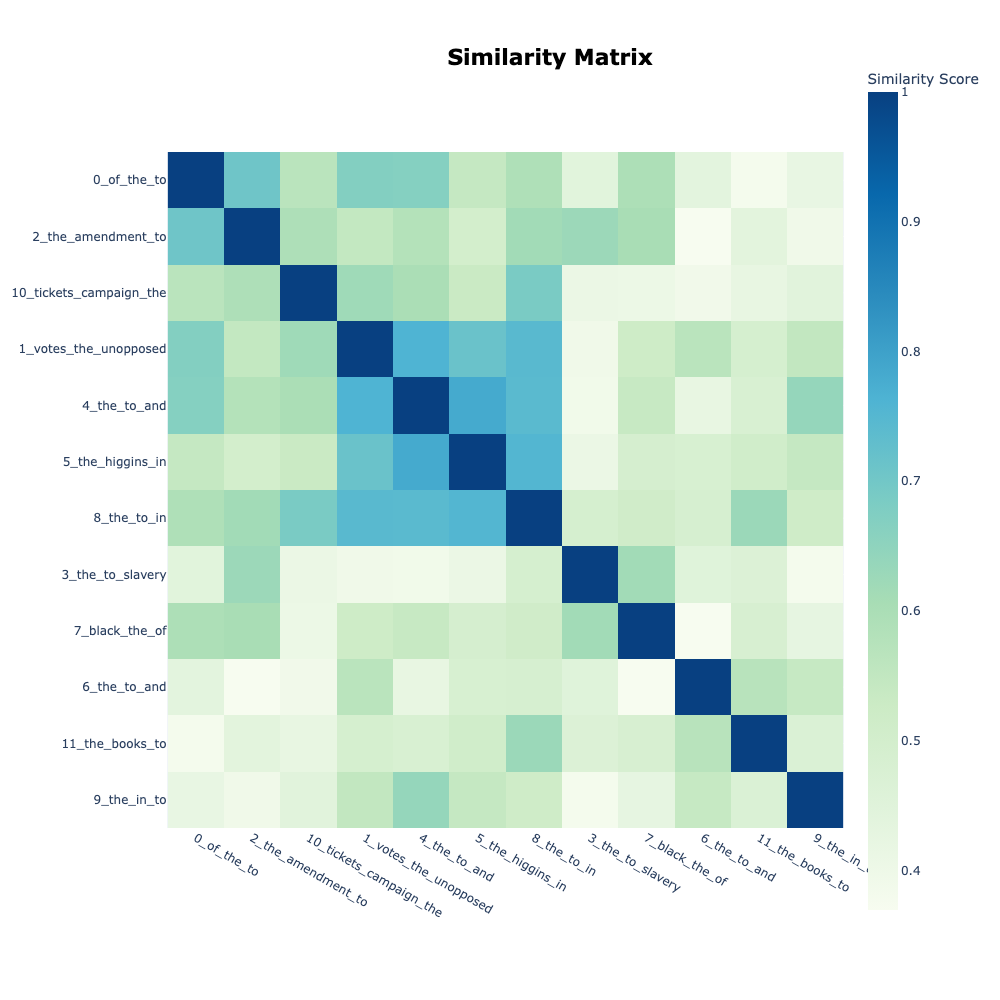 Similarity Matrix
Similarity Score
1
0.9
0.8
0.7
0.6
0.5
0.4
0_of_the_to
2_the_amendment_to
10_tickets_campaign_the
1_votes_the_unopposed
4_the_to_and
5_the_higgins_in
8_the_to_in
3_the_to_slavery
7_black_the_of
6_the_to_and
11_the_books_to
9_the_in_to
0_of_the_to
2_the_amendment_to
10_tickets_campaign_the
1_votes_the_unopposed
4_the_to_and
5_the_higgins_in
8_the_to_in
3_the_to_slavery
7_black_the_of
6_the_to_and
11_the_books_to
9_the_in_